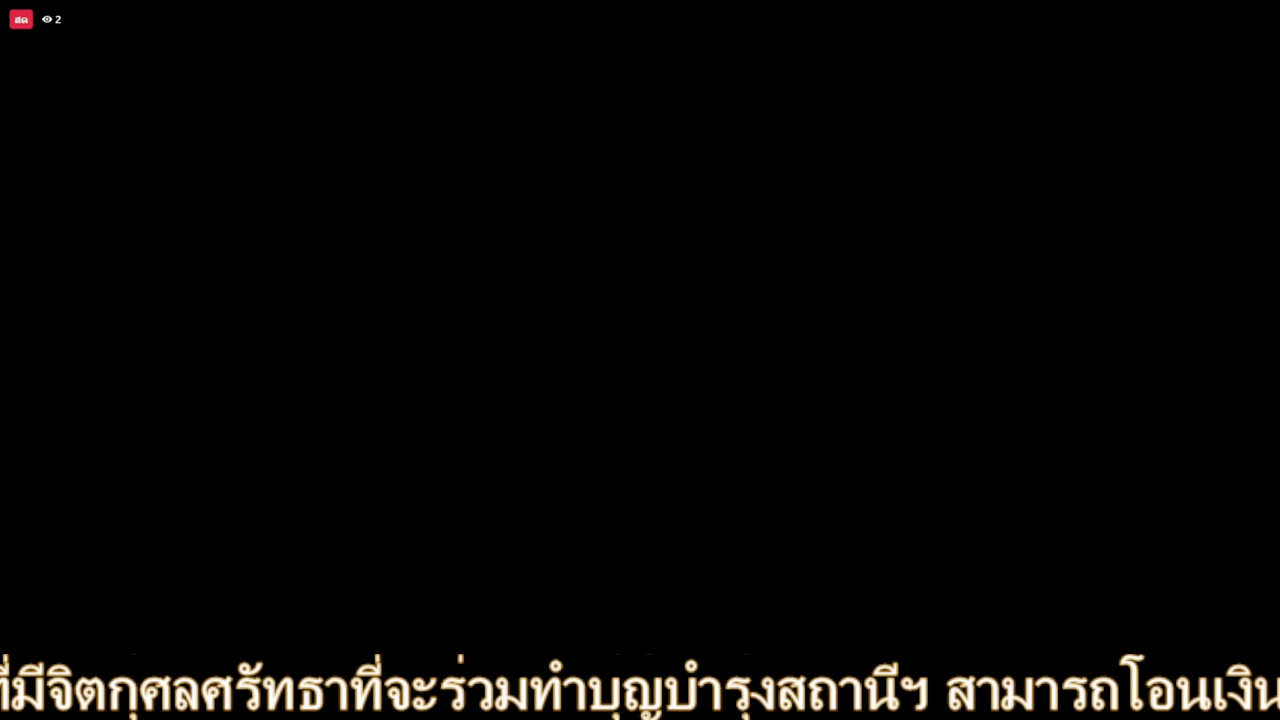 สด 2
ที่มีจิตกุศลศรัทธาที่จะร่วมทำบุญบำรุงสถานีฯ สามารถโอนเงิน